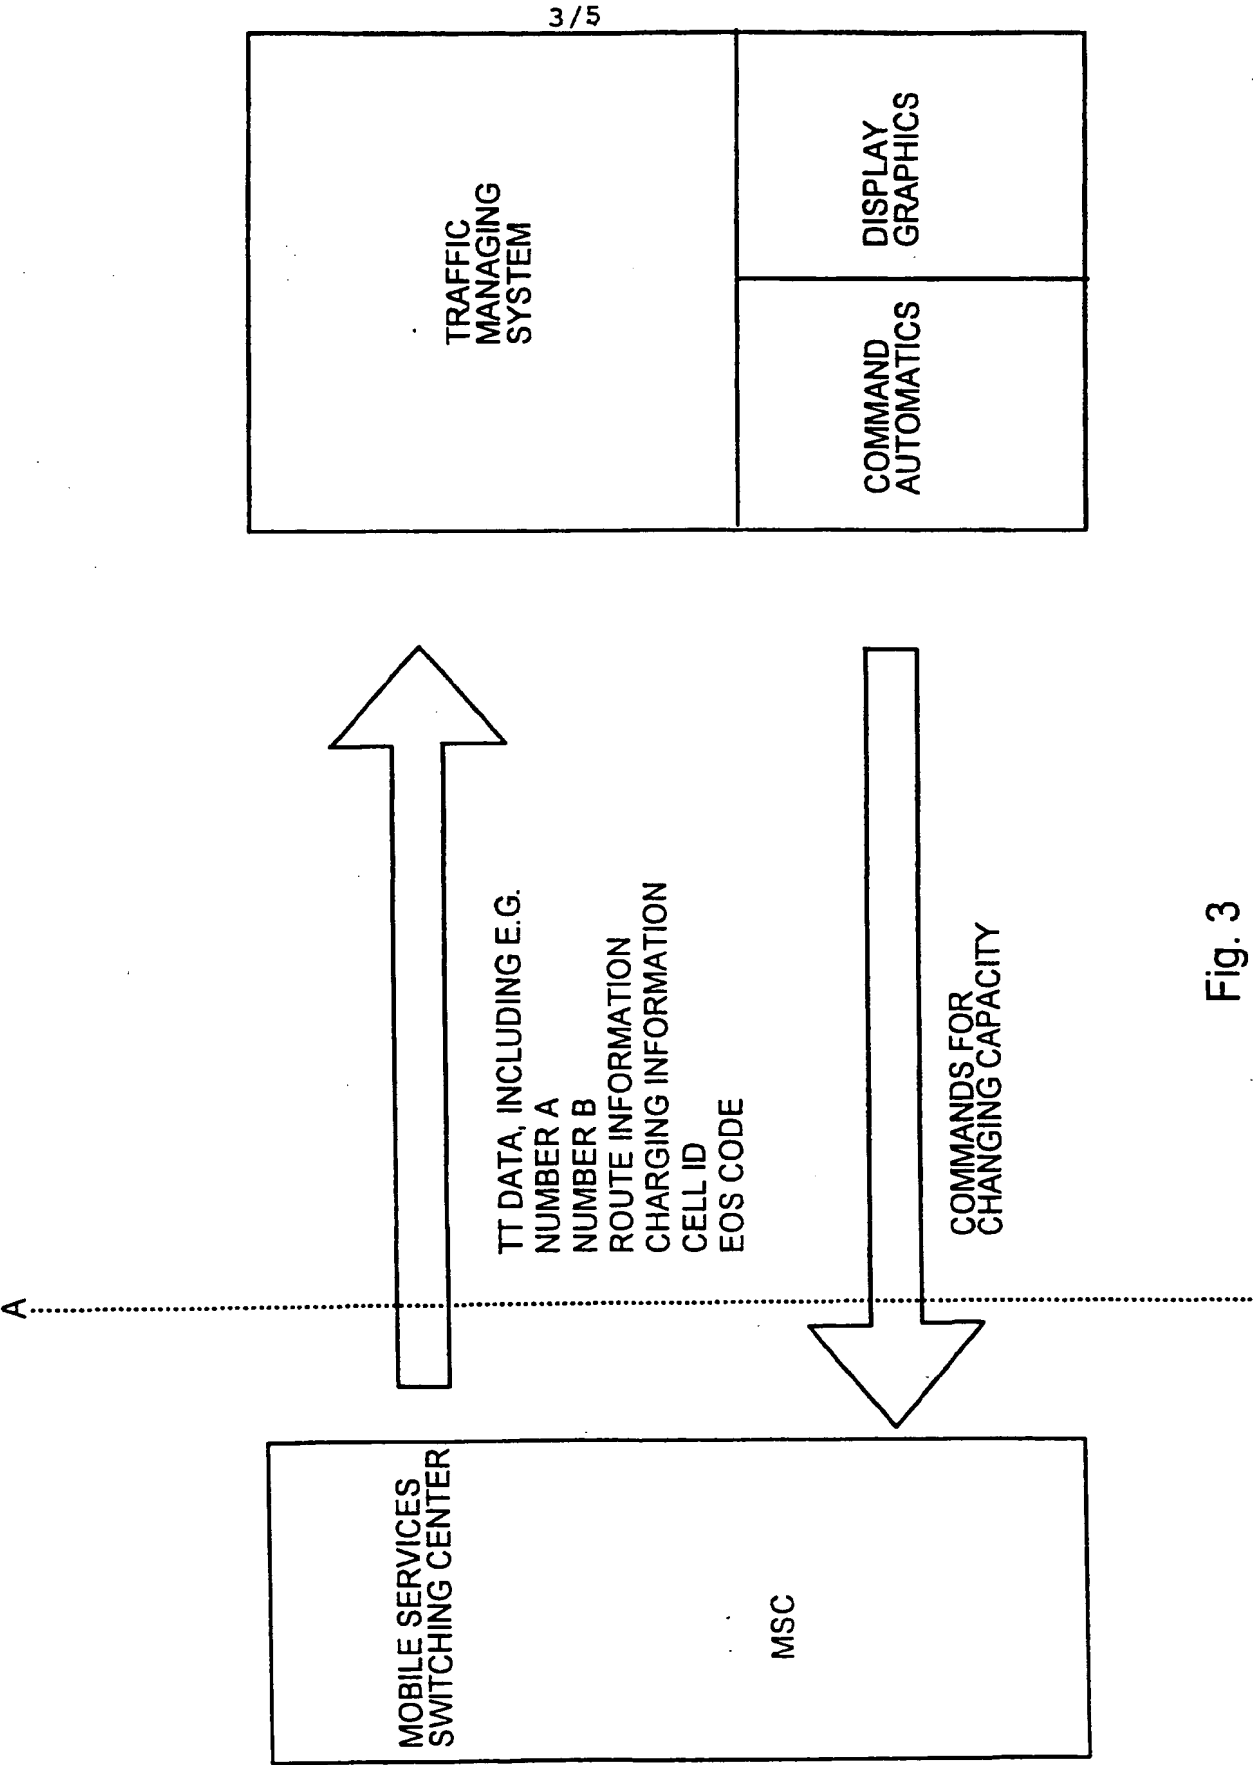 3/5
A
MOBILE SERVICES
SWITCHING CENTER
MSC
TT DATA, INCLUDING E.G.
NUMBER A
NUMBER B
ROUTE INFORMATION
CHARGING INFORMATION
CELL ID
EOS CODE
COMMANDS FOR
CHANGING CAPACITY
TRAFFIC
MANAGING
SYSTEM
COMMAND
AUTOMATICS
DISPLAY
GRAPHICS
Fig. 3